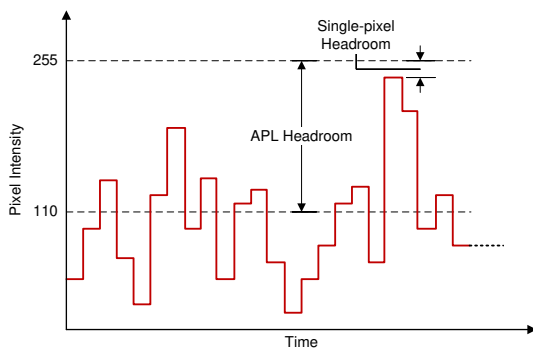 Single-pixel
Headroom
255
APL Headroom
Pixel Intensity
110
Time